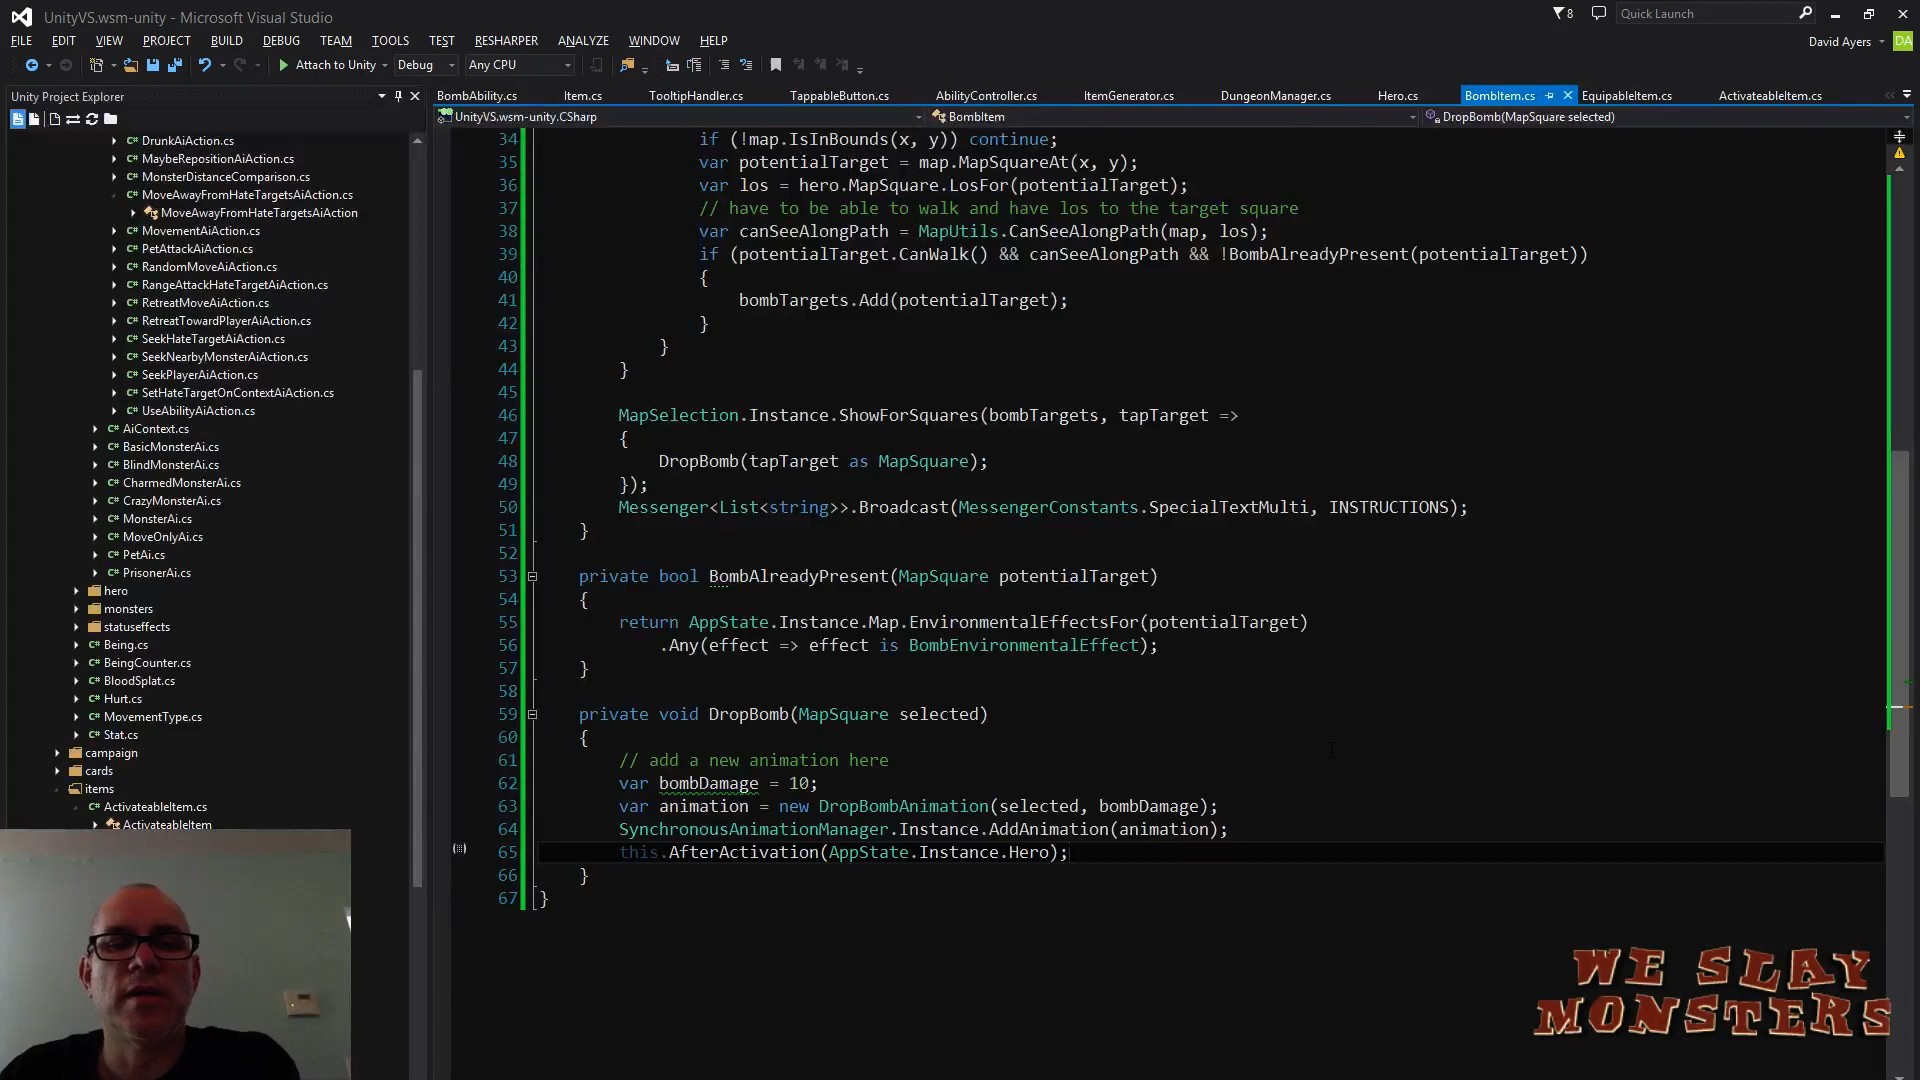 UnityVS.wsm-unity - Microsoft Visual Studio
8
Quick Launch
FILE EDIT VIEW PROJECT BUILD DEBUG TEAM TOOLS TEST RESHARPER ANALYZE WINDOW HELP
David Ayers DA
Attach to Unity Debug Any CPU
Unity Project Explorer
BombAbility.cs Item.cs TooltipHandler.cs TappableButton.cs AbilityController.cs ItemGenerator.cs DungeonManager.cs Hero.cs BombItem.cs EquipableItem.cs ActivateableItem.cs
UnityVS.wsm-unity.CSharp BombItem DropBomb(MapSquare selected)
C# DrunkAiAction.cs
C# MaybeRepositionAiAction.cs
C# MonsterDistanceComparison.cs
C# MoveAwayFromHateTargetsAiAction.cs
MoveAwayFromHateTargetsAiAction
C# MovementAiAction.cs
C# PetAttackAiAction.cs
C# RandomMoveAiAction.cs
C# RangeAttackHateTargetAiAction.cs
C# RetreatMoveAiAction.cs
C# RetreatTowardPlayerAiAction.cs
C# SeekHateTargetAiAction.cs
C# SeekNearbyMonsterAiAction.cs
C# SeekPlayerAiAction.cs
C# SetHateTargetOnContextAiAction.cs
C# UseAbilityAiAction.cs
C# AiContext.cs
C# BasicMonsterAi.cs
C# BlindMonsterAi.cs
C# CharmedMonsterAi.cs
C# CrazyMonsterAi.cs
C# MonsterAi.cs
C# MoveOnlyAi.cs
C# PetAi.cs
C# PrisonerAi.cs
hero
monsters
statuseffects
C# Being.cs
C# BeingCounter.cs
C# BloodSplat.cs
C# Hurt.cs
C# MovementType.cs
C# Stat.cs
campaign
cards
items
C# ActivateableItem.cs
ActivateableItem
34 if (!map.IsInBounds(x, y)) continue;
35 var potentialTarget = map.MapSquareAt(x, y);
36 var los = hero.MapSquare.LosFor(potentialTarget);
37 // have to be able to walk and have los to the target square
38 var canSeeAlongPath = MapUtils.CanSeeAlongPath(map, los);
39 if (potentialTarget.CanWalk() && canSeeAlongPath && !BombAlreadyPresent(potentialTarget))
40 {
41 bombTargets.Add(potentialTarget);
42 }
43 }
44 }
45
46 MapSelection.Instance.ShowForSquares(bombTargets, tapTarget =>
47 {
48 DropBomb(tapTarget as MapSquare);
49 });
50 Messenger<List<string>>.Broadcast(MessengerConstants.SpecialTextMulti, INSTRUCTIONS);
51 }
52
53 private bool BombAlreadyPresent(MapSquare potentialTarget)
54 {
55 return AppState.Instance.Map.EnvironmentalEffectsFor(potentialTarget)
56 .Any(effect => effect is BombEnvironmentalEffect);
57 }
58
59 private void DropBomb(MapSquare selected)
60 {
61 // add a new animation here
62 var bombDamage = 10;
63 var animation = new DropBombAnimation(selected, bombDamage);
64 SynchronousAnimationManager.Instance.AddAnimation(animation);
65 this.AfterActivation(AppState.Instance.Hero);
66 }
67 }
WE SLAY
MONSTERS